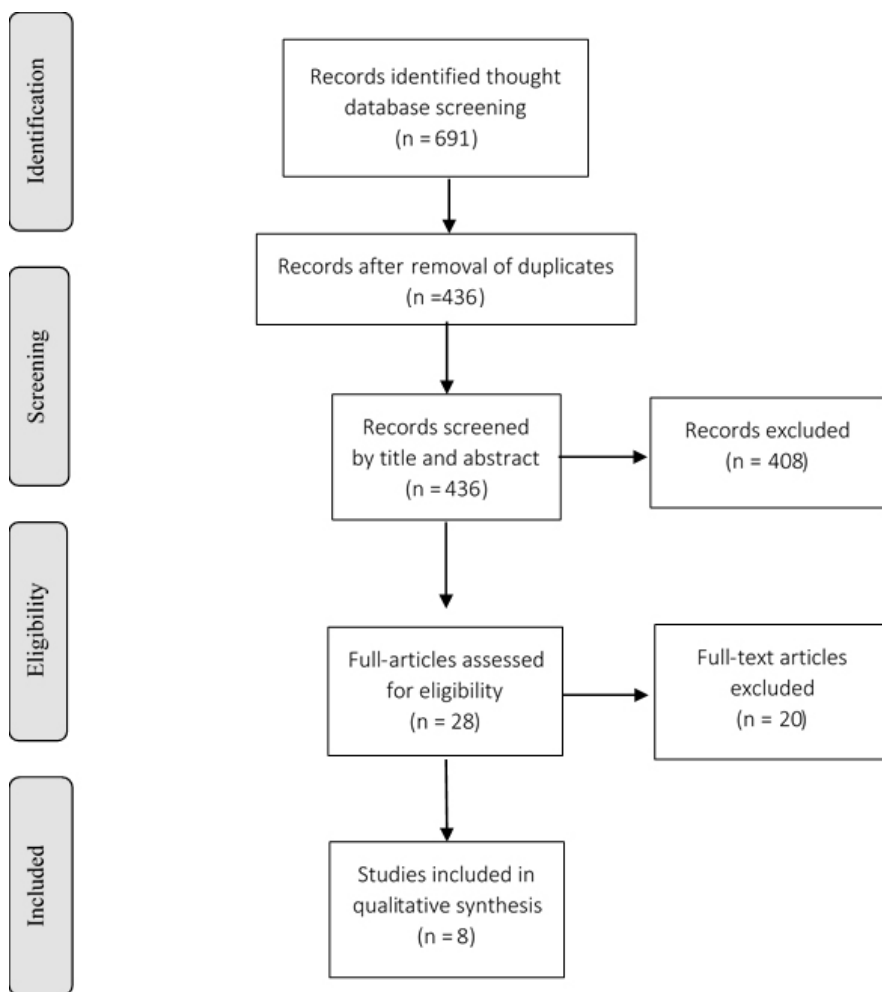 Identification
Records identified thought
database screening
(n = 691)
Records after removal of duplicates
(n =436)
Screening
Records screened
by title and abstract
(n = 436)
Records excluded
(n = 408)
Eligibility
Full-articles assessed
for eligibility
(n = 28)
Full-text articles
excluded
(n = 20)
Included
Studies included in
qualitative synthesis
(n = 8)